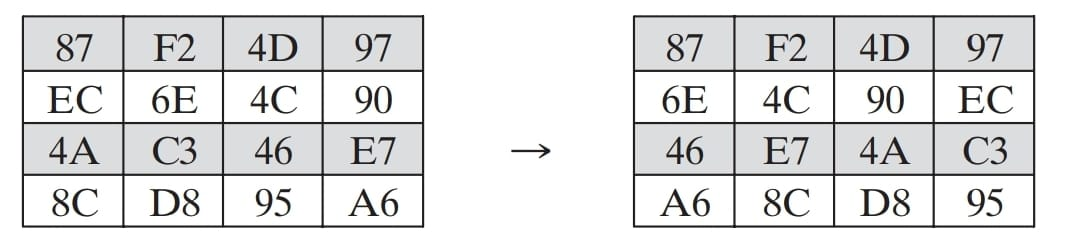 87 F2 4D 97 87 F2 4D 97
EC 6E 4C 90 6E 4C 90 EC
4A C3 46 E7 → 46 E7 4A C3
8C D8 95 A6 A6 8C D8 95